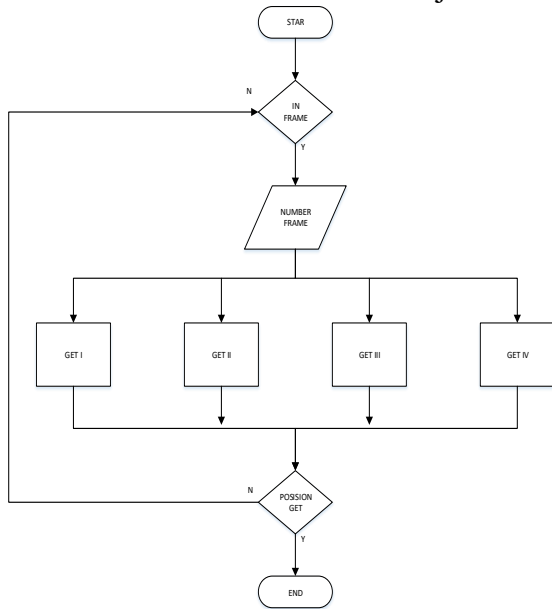 STAR
N
IN
FRAME
Y
NUMBER
FRAME
GET I
GET II
GET III
GET IV
N
POSISION
GET
Y
END